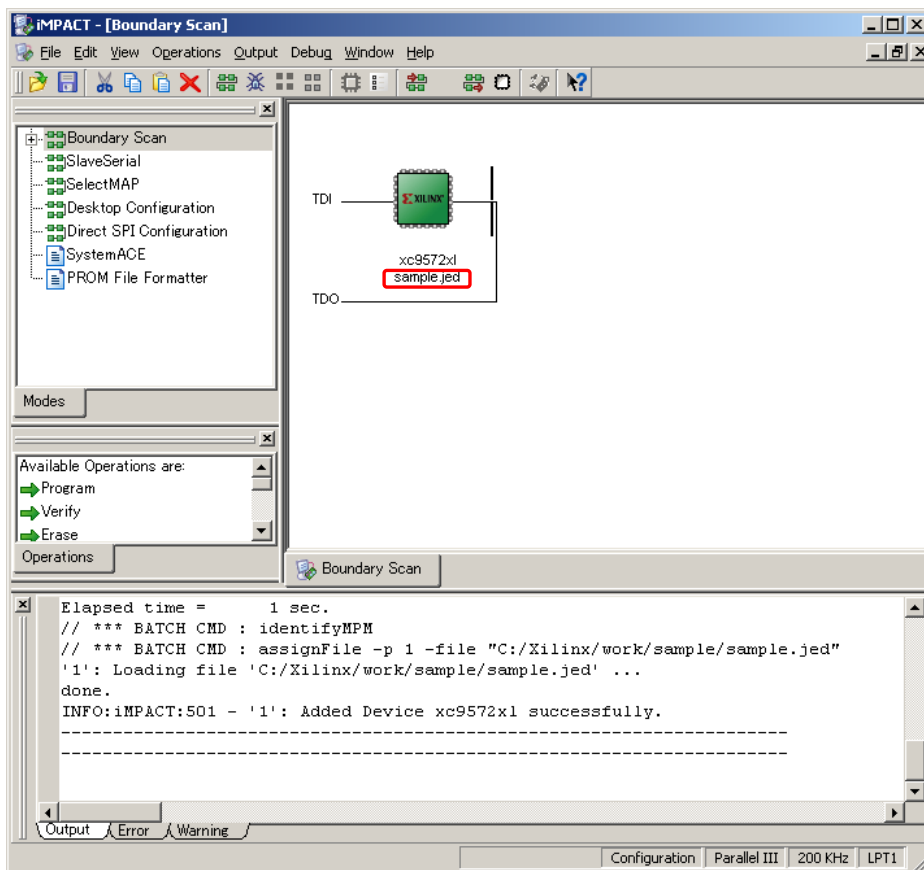 iMPACT - [Boundary Scan]
File Edit View Operations Output Debug Window Help
Boundary Scan
SlaveSerial
SelectMAP
Desktop Configuration
Direct SPI Configuration
SystemACE
PROM File Formatter
Modes
Available Operations are:
Program
Verify
Erase
Operations
TDI
XILINX
xc9572xl
sample.jed
TDO
Boundary Scan
Elapsed time =      1 sec.
// *** BATCH CMD : identifyMPM
// *** BATCH CMD : assignFile -p 1 -file "C:/Xilinx/work/sample/sample.jed"
'1': Loading file 'C:/Xilinx/work/sample/sample.jed' ...
done.
INFO:iMPACT:501 - '1': Added Device xc9572xl successfully.
----------------------------------------------------------------------
----------------------------------------------------------------------
Output Error Warning
Configuration Parallel III 200 KHz LPT1